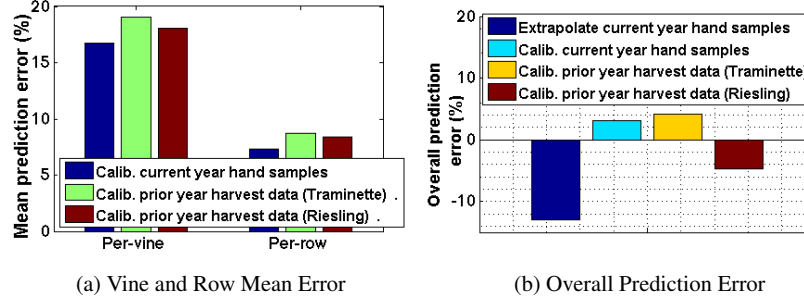 20
15
10
5
0
Mean prediction error (%)
Calib. current year hand samples
Calib. prior year harvest data (Traminette) .
Calib. prior year harvest data (Riesling) .
Per-vine
Per-row
(a) Vine and Row Mean Error
20
10
0
-10
Overall prediction
error (%)
Extrapolate current year hand samples
Calib. current year hand samples
Calib. prior year harvest data (Traminette)
Calib. prior year harvest data (Riesling)
(b) Overall Prediction Error